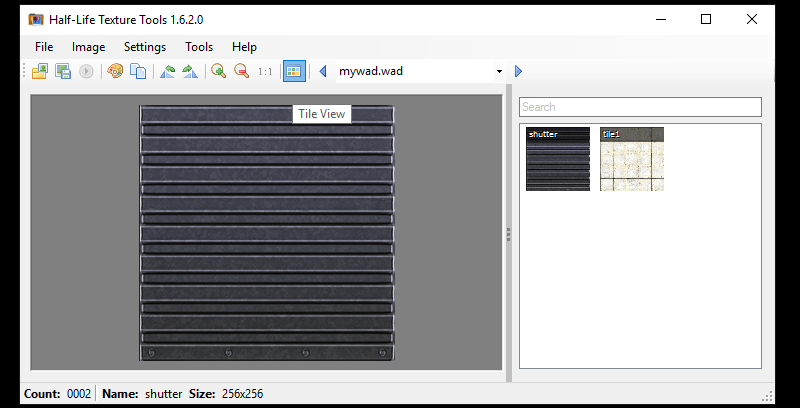 Half-Life Texture Tools 1.6.2.0
File Image Settings Tools Help
1:1 mywad.wad
Tile View
Search
shutter tile1
Count: 0002 Name: shutter Size: 256x256